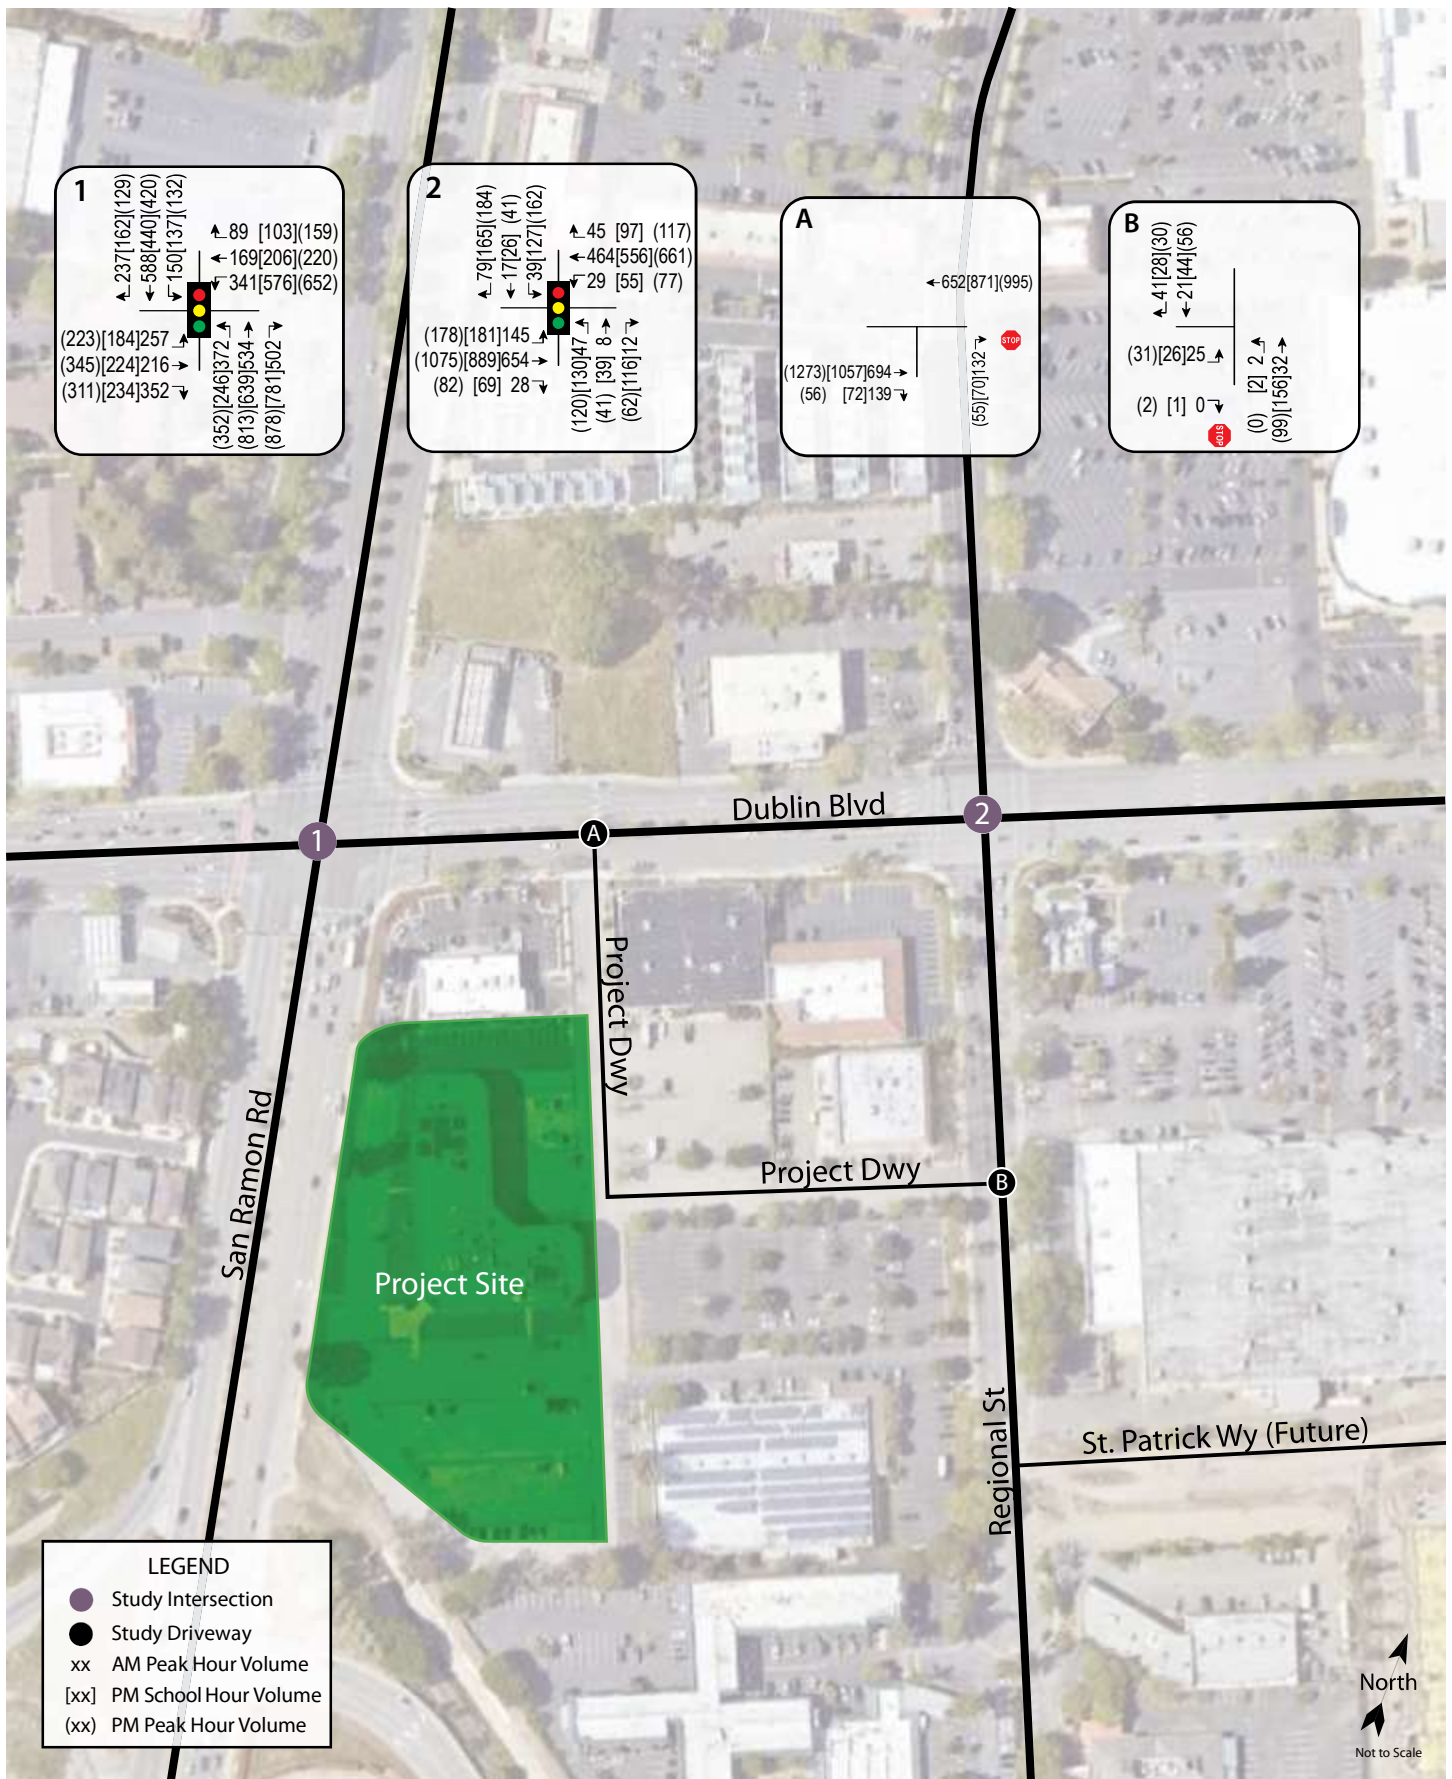 1
237[162](129)
588[440](420)
150[137](132)
89 [103](159)
169[206](220)
341[576](652)
(223)[184]257
(345)[224]216
(311)[234]352
(352)[246]372
(813)[639]534
(878)[781]502
2
79[165](184)
17[26] (41)
39[127](162)
45 [97] (117)
464[556](661)
29 [55] (77)
(178)[181]145
(1075)[889]654
(82) [69] 28
(120)[130]47
(41) [39] 8
(62)[116]12
A
652[871](995)
(1273)[1057]694
(56) [72]139
(55)[70]132
STOP
B
41[28](30)
21[44](56)
(31)[26]25
(2) [1] 0
STOP
(0) [2] 2
(99)[156]32
Dublin Blvd
1
A
2
Project Dwy
Project Dwy
B
San Ramon Rd
Project Site
Regional St
St. Patrick Wy (Future)
LEGEND
Study Intersection
Study Driveway
xx AM Peak Hour Volume
[xx] PM School Hour Volume
(xx) PM Peak Hour Volume
North
Not to Scale